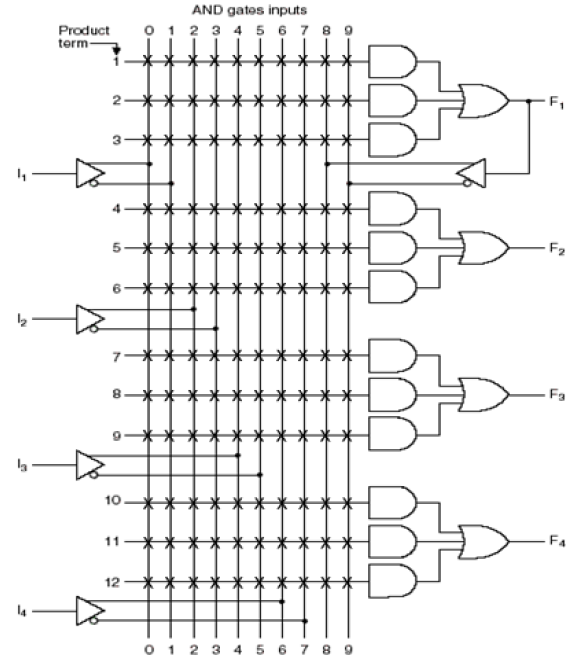 AND gates inputs
0 1 2 3 4 5 6 7 8 9
Product
term
1
2
F1
3
I1
4
5
F2
6
I2
7
8
F3
9
I3
10
11
F4
12
I4
0 1 2 3 4 5 6 7 8 9